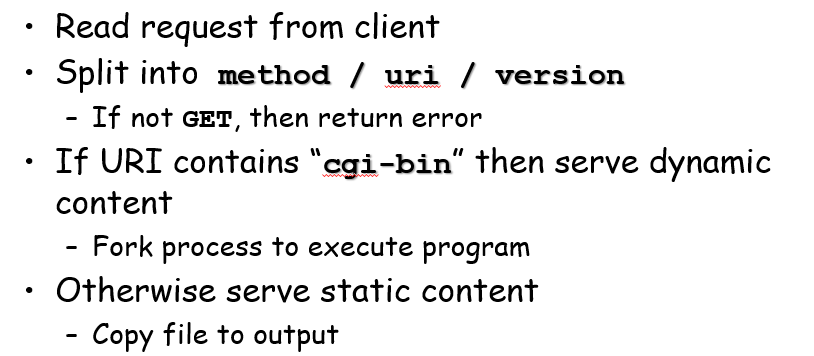 • Read request from client
• Split into method / uri / version
– If not GET, then return error
• If URI contains “cgi-bin” then serve dynamic
content
– Fork process to execute program
• Otherwise serve static content
– Copy file to output